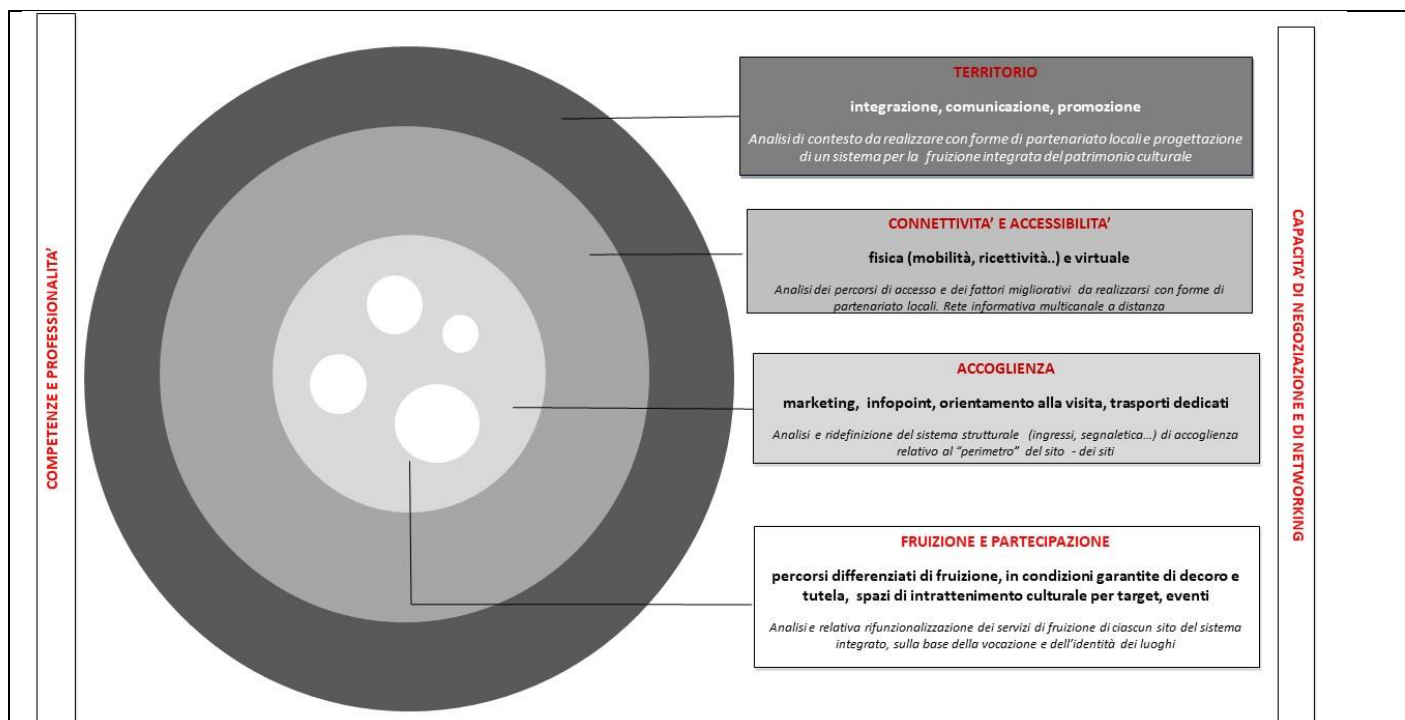 COMPETENZE E PROFESSIONALITA’
TERRITORIO
integrazione, comunicazione, promozione
Analisi di contesto da realizzare con forme di partenariato locali e progettazione
di un sistema per la fruizione integrata del patrimonio culturale
CONNETTIVITA’ E ACCESSIBILITA’
fisica (mobilità, ricettività..) e virtuale
Analisi dei percorsi di accesso e dei fattori migliorativi da realizzarsi con forme di
partenariato locali. Rete informativa multicanale a distanza
ACCOGLIENZA
marketing, infopoint, orientamento alla visita, trasporti dedicati
Analisi e ridefinizione del sistema strutturale (ingressi, segnaletica...) di accoglienza
relativo al “perimetro” del sito - dei siti
FRUIZIONE E PARTECIPAZIONE
percorsi differenziati di fruizione, in condizioni garantite di decoro e
tutela, spazi di intrattenimento culturale per target, eventi
Analisi e relativa rifunzionalizzazione dei servizi di fruizione di ciascun sito del sistema
integrato, sulla base della vocazione e dell’identità dei luoghi
CAPACITA’ DI NEGOZIAZIONE E DI NETWORKING